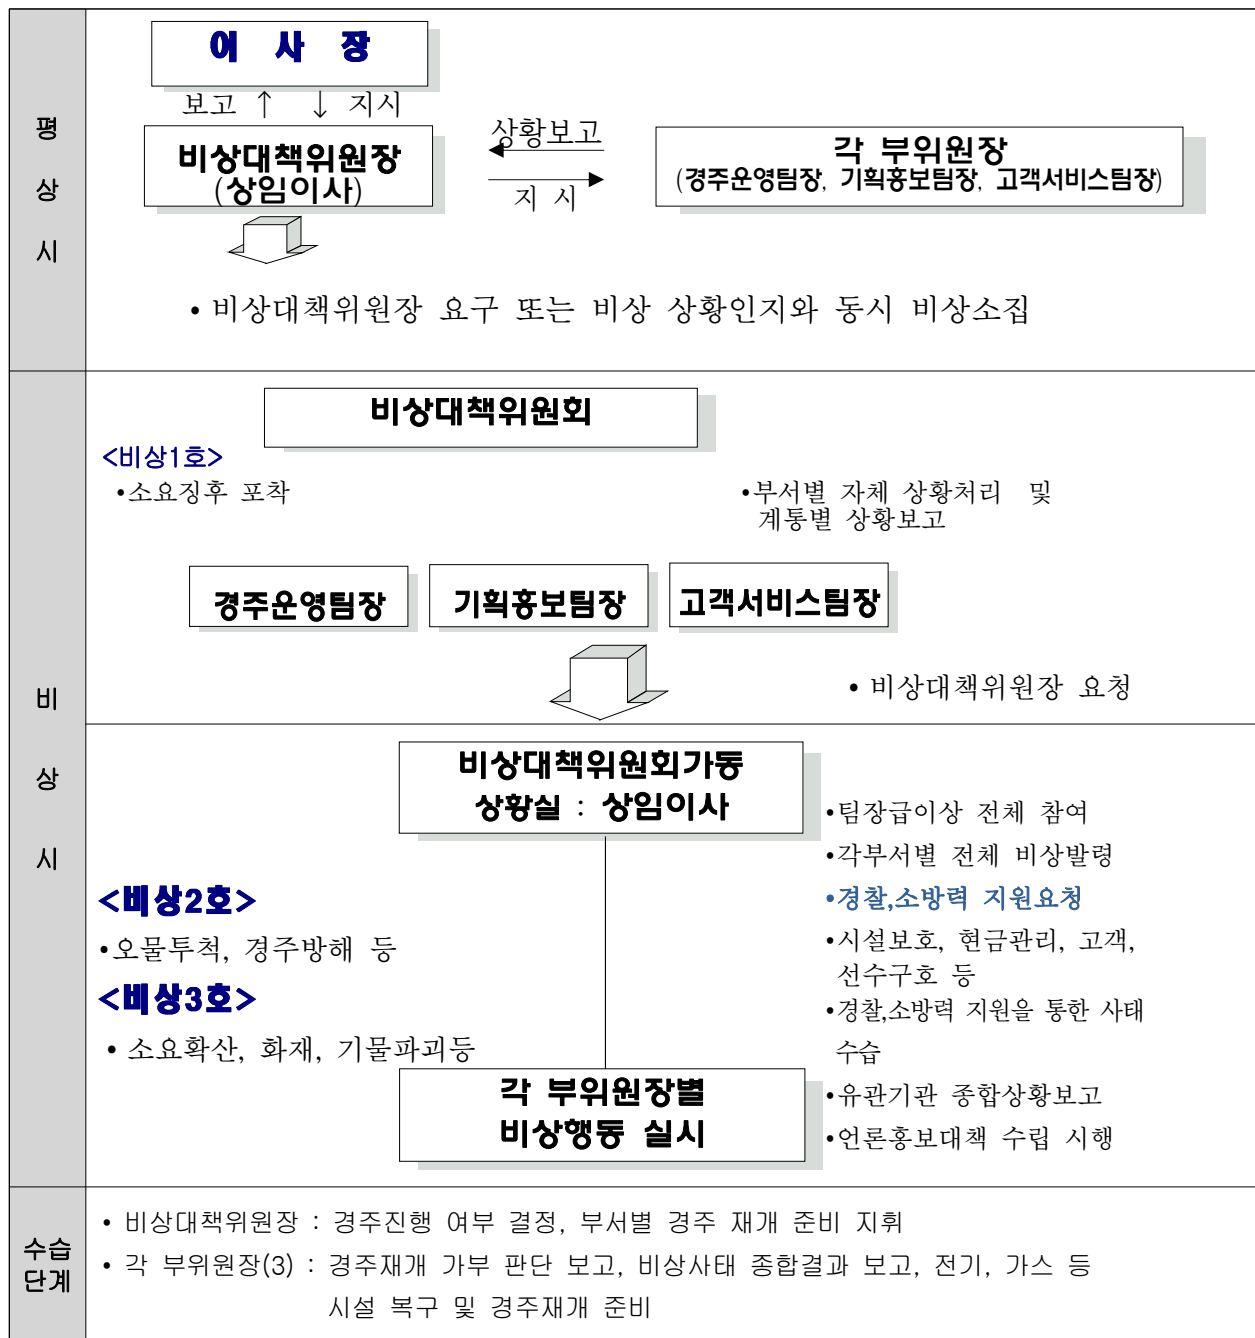 평
상
시
이 사 장
보고 ↑ ↓ 지시
비상대책위원장
(상임이사)
상황보고
지 시
각 부위원장
(경주운영팀장, 기획홍보팀장, 고객서비스팀장)
• 비상대책위원장 요구 또는 비상 상황인지와 동시 비상소집
비
상
시
비상대책위원회
<비상1호>
•소요징후 포착
•부서별 자체 상황처리 및
계통별 상황보고
경주운영팀장
기획홍보팀장
고객서비스팀장
• 비상대책위원장 요청
비상대책위원회가동
상황실 : 상임이사
<비상2호>
•오물투척, 경주방해 등
<비상3호>
• 소요확산, 화재, 기물파괴등
•팀장급이상 전체 참여
•각부서별 전체 비상발령
•경찰,소방력 지원요청
•시설보호, 현금관리, 고객,
선수구호 등
•경찰,소방력 지원을 통한 사태
수습
•유관기관 종합상황보고
•언론홍보대책 수립 시행
각 부위원장별
비상행동 실시
수습
단계
• 비상대책위원장 : 경주진행 여부 결정, 부서별 경주 재개 준비 지휘
• 각 부위원장(3) : 경주재개 가부 판단 보고, 비상사태 종합결과 보고, 전기, 가스 등
시설 복구 및 경주재개 준비